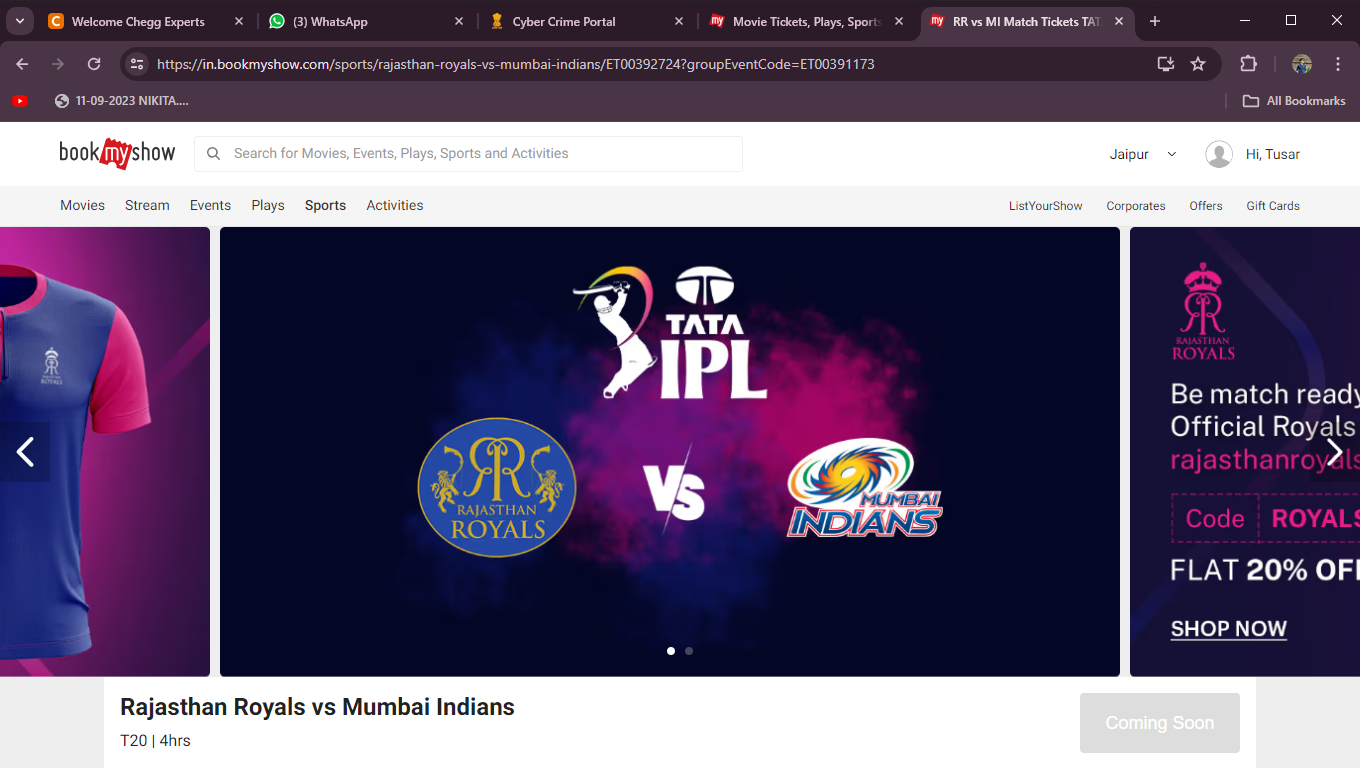 Welcome Chegg Experts
(3) WhatsApp
Cyber Crime Portal
Movie Tickets, Plays, Sports
RR vs MI Match Tickets TAT
https://in.bookmyshow.com/sports/rajasthan-royals-vs-mumbai-indians/ET00392724?groupEventCode=ET00391173
11-09-2023 NIKITA....
All Bookmarks
book my show
Search for Movies, Events, Plays, Sports and Activities
Jaipur
Hi, Tusar
Movies Stream Events Plays Sports Activities
ListYourShow Corporates Offers Gift Cards
TATA
IPL
RAJASTHAN
ROYALS
VS
MUMBAI
INDIANS
RAJASTHAN
ROYALS
Be match ready
Official Royals
rajasthanroyals
Code ROYALS
FLAT 20% OFF
SHOP NOW
Rajasthan Royals vs Mumbai Indians
T20 | 4hrs
Coming Soon